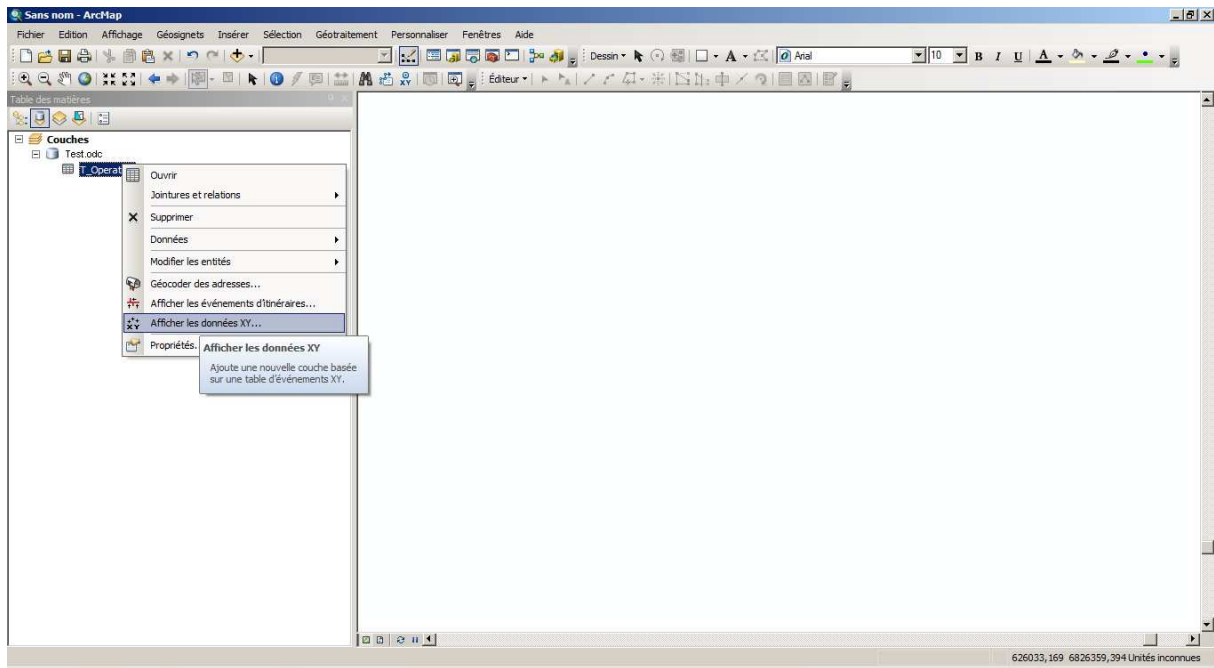 Sans nom - ArcMap
Fichier Edition Affichage Géosignets Insérer Sélection Géotraitement Personnaliser Fenêtres Aide
Dessin A Arial 10 B I U A
Éditeur
Table des matières
Couches
Test.odc
T_Operat
Ouvrir
Jointures et relations
Supprimer
Données
Modifier les entités
Géocoder des adresses...
Afficher les événements d'itinéraires...
Afficher les données XY...
Propriétés.
Afficher les données XY
Ajoute une nouvelle couche basée
sur une table d'événements XY.
626033,169 6826359,394 Unités inconnues